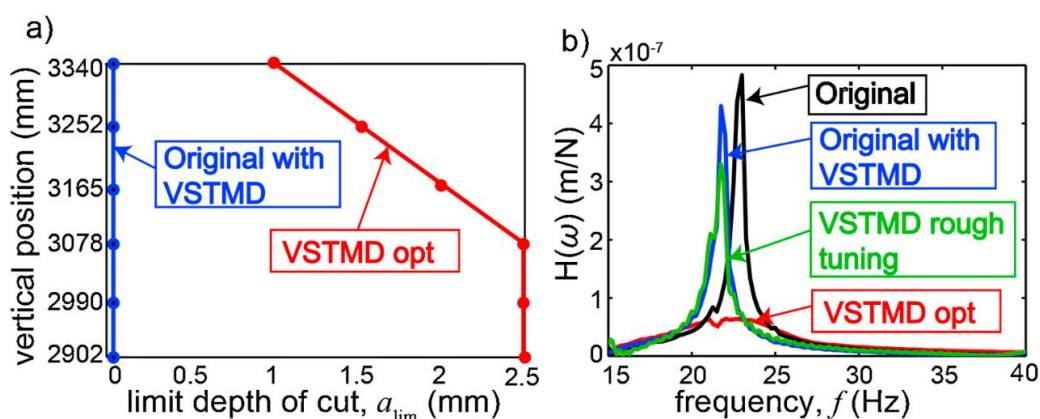 a)
vertical position (mm)
3340
3252
3165
3078
2990
2902
Original with
VSTMD
VSTMD opt
0
0.5
1
1.5
2
2.5
limit depth of cut, a_lim (mm)
b)
x10^-7
H(ω) (m/N)
5
4
3
2
1
0
Original
Original with
VSTMD
VSTMD rough
tuning
VSTMD opt
15
20
25
30
35
40
frequency, f (Hz)